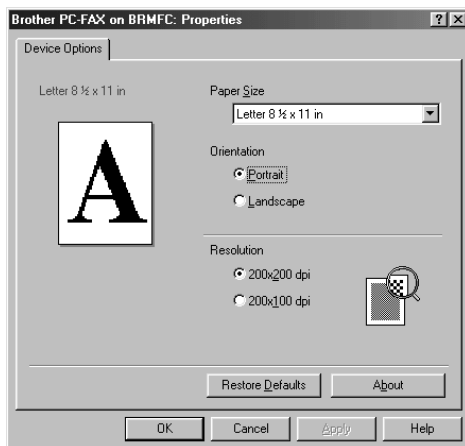 Brother PC-FAX on BRMFC: Properties
Device Options
Letter 8 ½ x 11 in
A
Paper Size
Letter 8 ½ x 11 in
Orientation
Portrait
Landscape
Resolution
200x200 dpi
200x100 dpi
Restore Defaults
About
OK
Cancel
Apply
Help